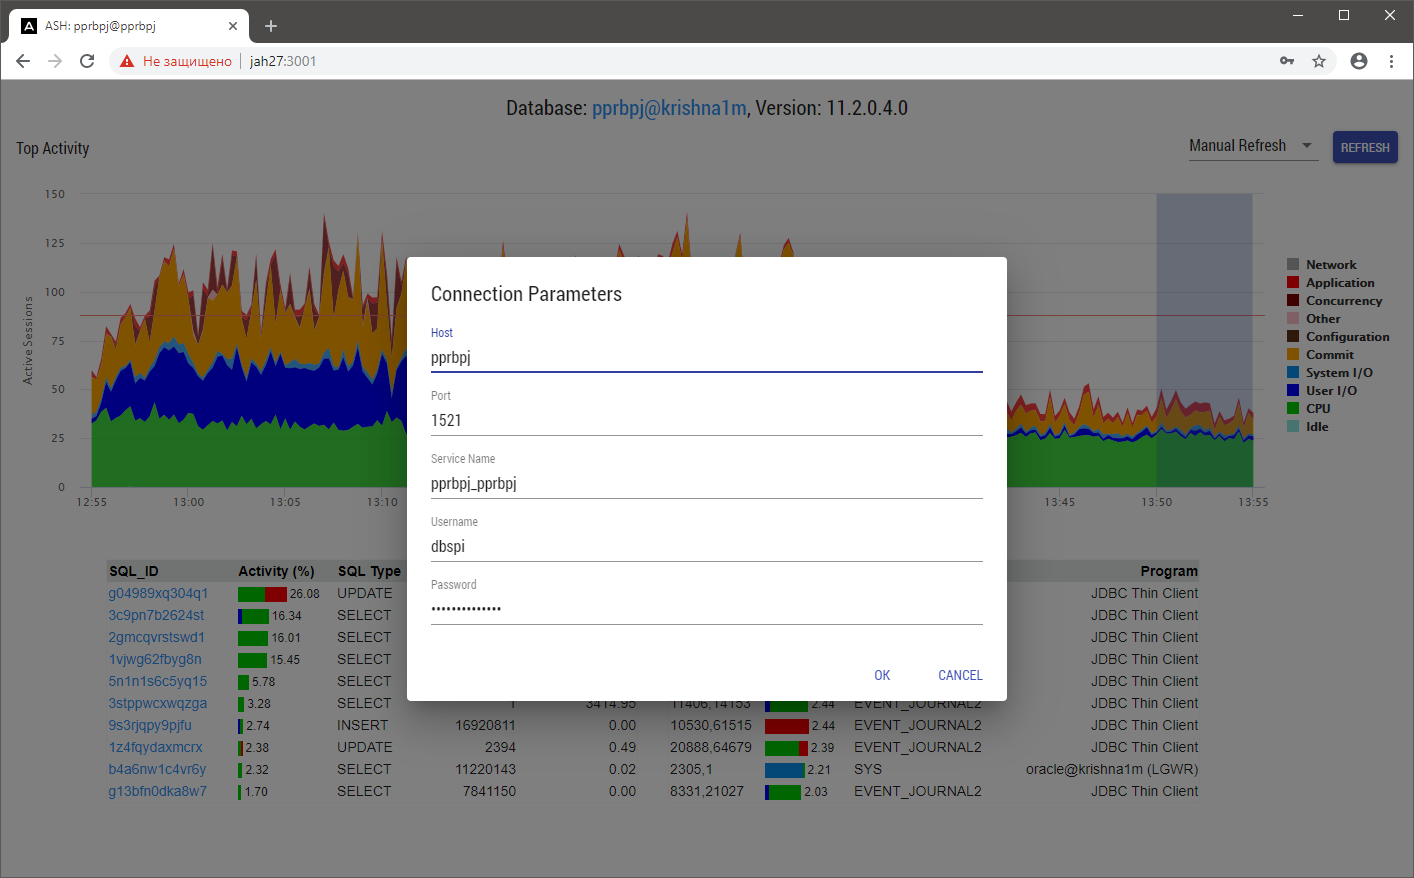 ASH: pprbpj@pprbpj
Не защищено jah27:3001
Database: pprbpj@krishna1m, Version: 11.2.0.4.0
Top Activity
Manual Refresh
REFRESH
150
125
100
75
50
25
0
Active Sessions
12:55 13:00 13:05 13:10 13:45 13:50 13:55
Network
Application
Concurrency
Other
Configuration
Commit
System I/O
User I/O
CPU
Idle
Connection Parameters
Host
pprbpj
Port
1521
Service Name
pprbpj_pprbpj
Username
dbspi
Password
••••••••••••••
OK CANCEL
SQL_ID Activity (%) SQL Type Program
g04989xq304q1 26.08 UPDATE JDBC Thin Client
3c9pn7b2624st 16.34 SELECT JDBC Thin Client
2gmcqvrstswd1 16.01 SELECT JDBC Thin Client
1vjwg62fbyg8n 15.45 SELECT JDBC Thin Client
5n1n1s6c5yq15 5.78 SELECT JDBC Thin Client
3stppwcxwqzga 3.28 SELECT 1 3414.95 11406,14153 2.44 EVENT_JOURNAL2 JDBC Thin Client
9s3rjqpy9pjfu 2.74 INSERT 16920811 0.00 10530,61515 2.44 EVENT_JOURNAL2 JDBC Thin Client
1z4fqydaxmcrx 2.38 UPDATE 2394 0.49 20888,64679 2.39 EVENT_JOURNAL2 JDBC Thin Client
b4a6nw1c4vr6y 2.32 SELECT 11220143 0.02 2305,1 2.21 SYS oracle@krishna1m (LGWR)
g13bfn0dka8w7 1.70 SELECT 7841150 0.00 8331,21027 2.03 EVENT_JOURNAL2 JDBC Thin Client